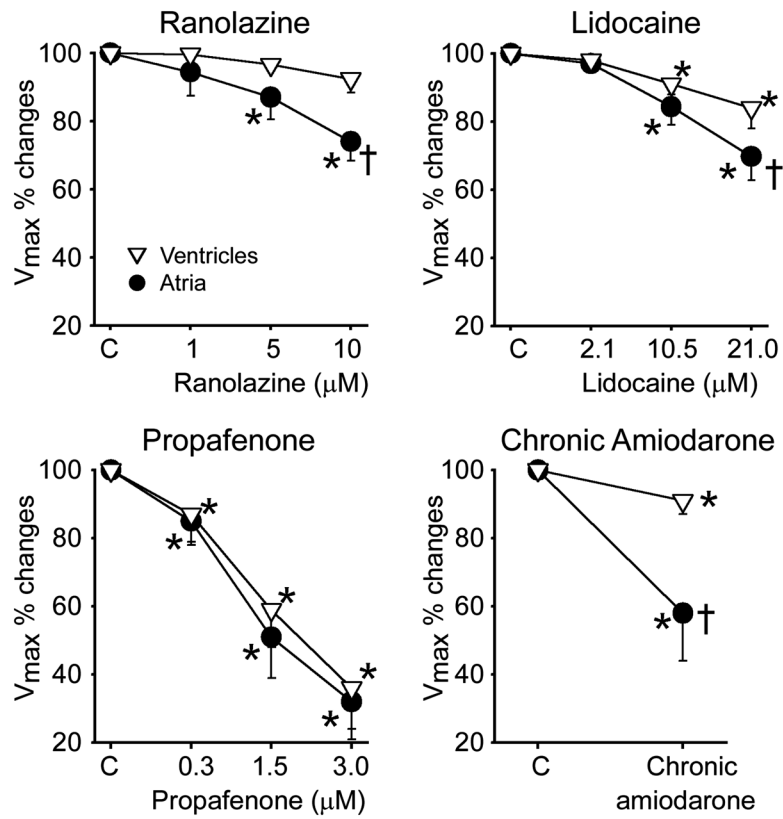 Ranolazine
100
80
60
40
20
Vmax % changes
Ventricles
Atria
C 1 5 10
Ranolazine (μM)
* * †
Lidocaine
100
80
60
40
20
Vmax % changes
C 2.1 10.5 21.0
Lidocaine (μM)
* *
* * †
Propafenone
100
80
60
40
20
Vmax % changes
C 0.3 1.5 3.0
Propafenone (μM)
* * *
* * *
Chronic Amiodarone
100
80
60
40
20
Vmax % changes
C Chronic
amiodarone
*
* †